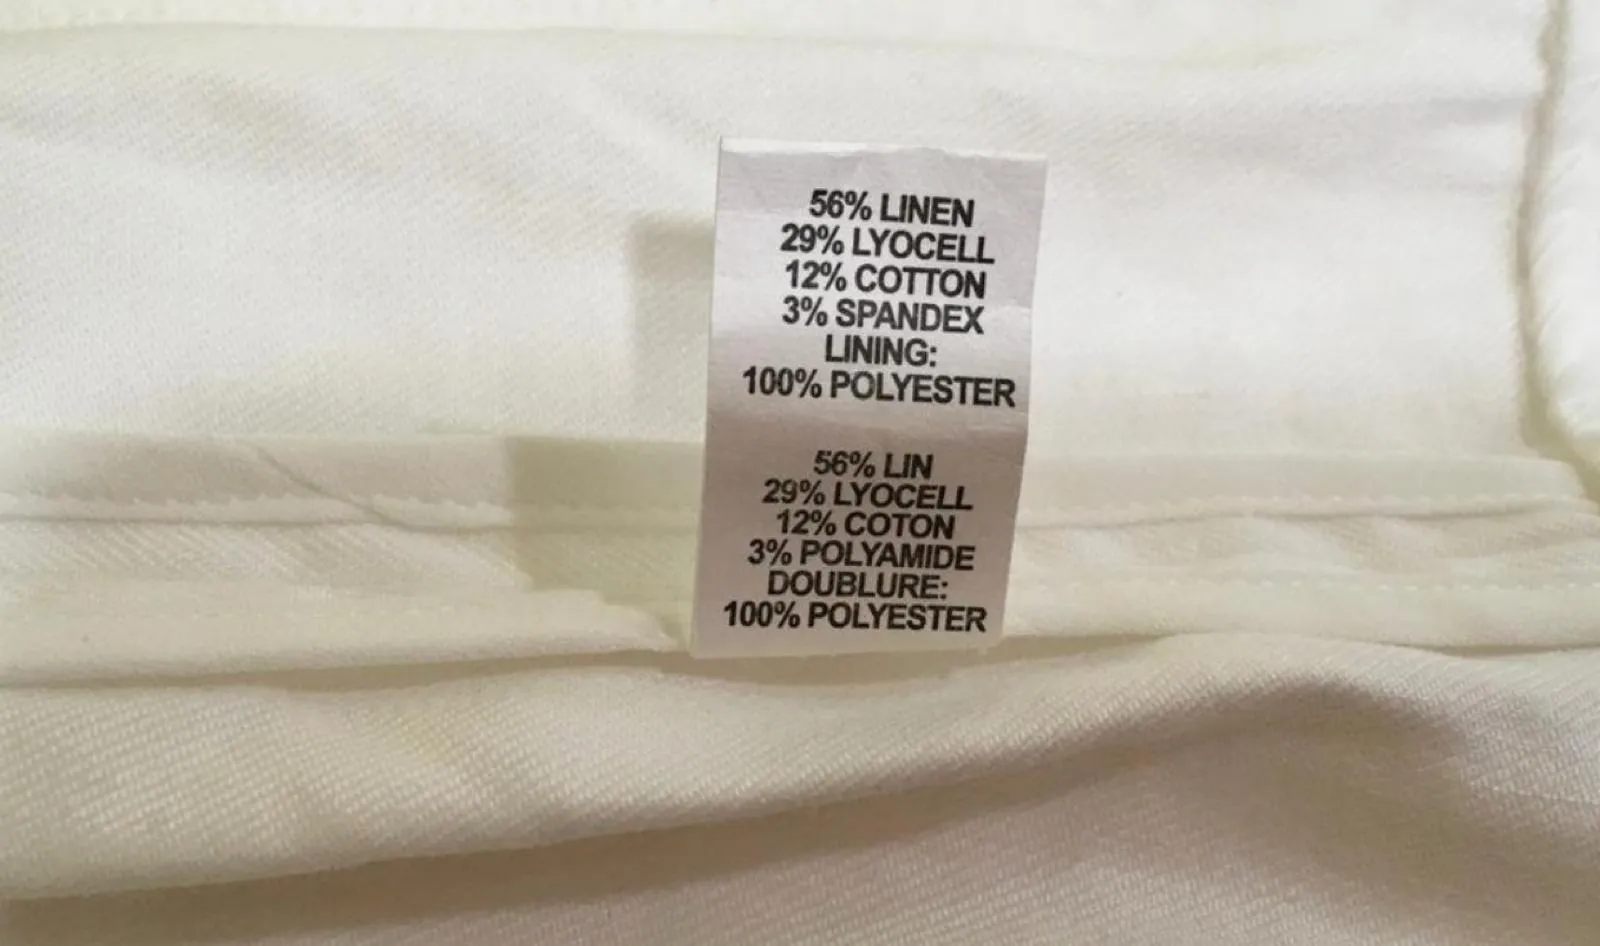 56% LINEN
29% LYOCELL
12% COTTON
3% SPANDEX
LINING:
100% POLYESTER
56% LIN
29% LYOCELL
12% COTON
3% POLYAMIDE
DOUBLURE:
100% POLYESTER